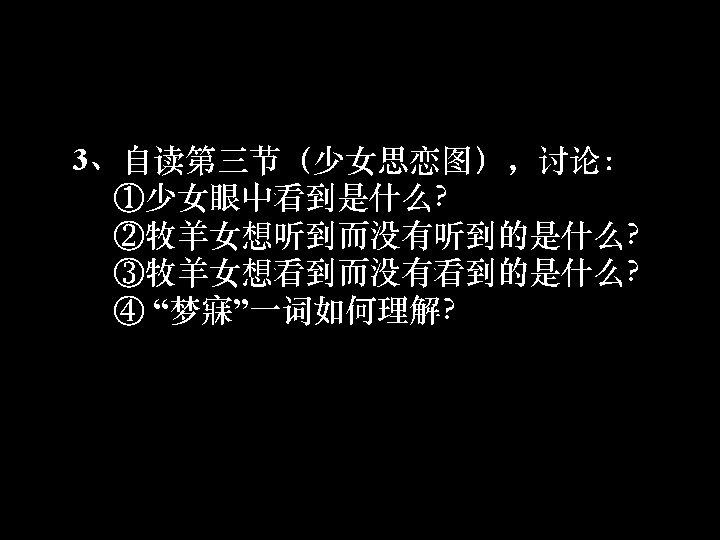 3、自读第三节（少女思恋图），讨论：
①少女眼中看到是什么?
②牧羊女想听到而没有听到的是什么?
③牧羊女想看到而没有看到的是什么?
④ “梦寐”一词如何理解?